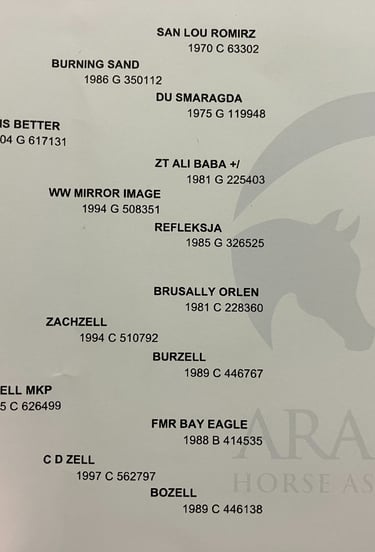 SAN LOU ROMIRZ
1970 C 63302
BURNING SAND
1986 G 350112
DU SMARAGDA
1975 G 119948
IS BETTER
04 G 617131
ZT ALI BABA +/
1981 G 225403
WW MIRROR IMAGE
1994 G 508351
REFLEKSJA
1985 G 326525
BRUSALLY ORLEN
1981 C 228360
ZACHZELL
1994 C 510792
BURZELL
1989 C 446767
ELL MKP
5 C 626499
FMR BAY EAGLE
1988 B 414535
ARA
C D ZELL
1997 C 562797
HORSE AS
BOZELL
1989 C 446138